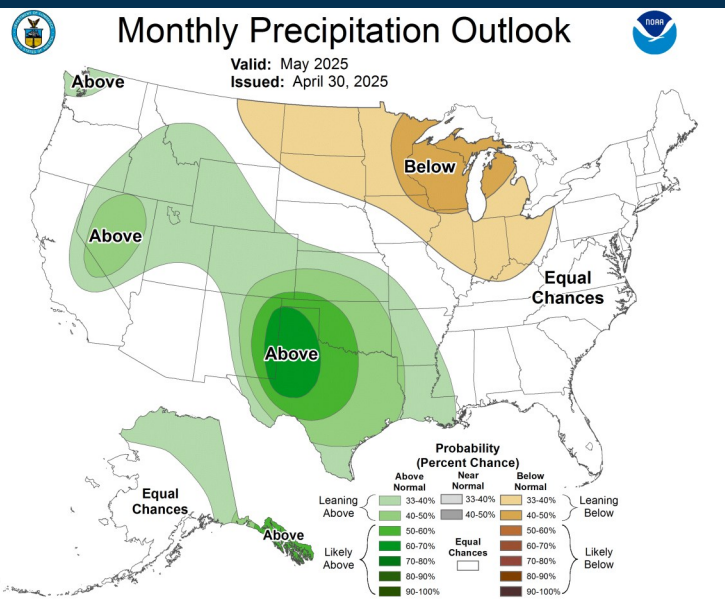 Monthly Precipitation Outlook
NOAA
Valid: May 2025
Issued: April 30, 2025
Above
Below
Above
Equal
Chances
Above
Equal
Chances
Above
Probability
(Percent Chance)
Above
Normal
Near
Normal
Below
Normal
Leaning
Above
33-40%
40-50%
33-40%
40-50%
33-40%
40-50%
Leaning
Below
Likely
Above
50-60%
60-70%
70-80%
80-90%
90-100%
Equal
Chances
50-60%
60-70%
70-80%
80-90%
90-100%
Likely
Below